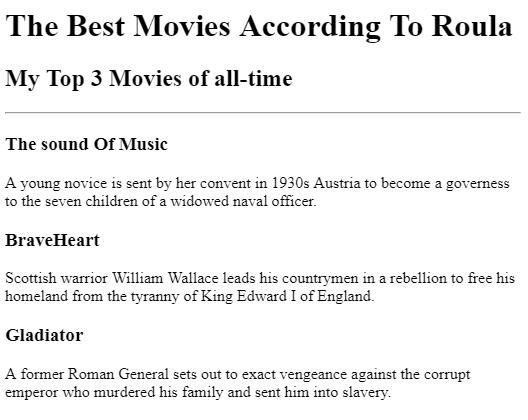 The Best Movies According To Roula
My Top 3 Movies of all-time
The sound Of Music
A young novice is sent by her convent in 1930s Austria to become a governess
to the seven children of a widowed naval officer.
BraveHeart
Scottish warrior William Wallace leads his countrymen in a rebellion to free his
homeland from the tyranny of King Edward I of England.
Gladiator
A former Roman General sets out to exact vengeance against the corrupt
emperor who murdered his family and sent him into slavery.